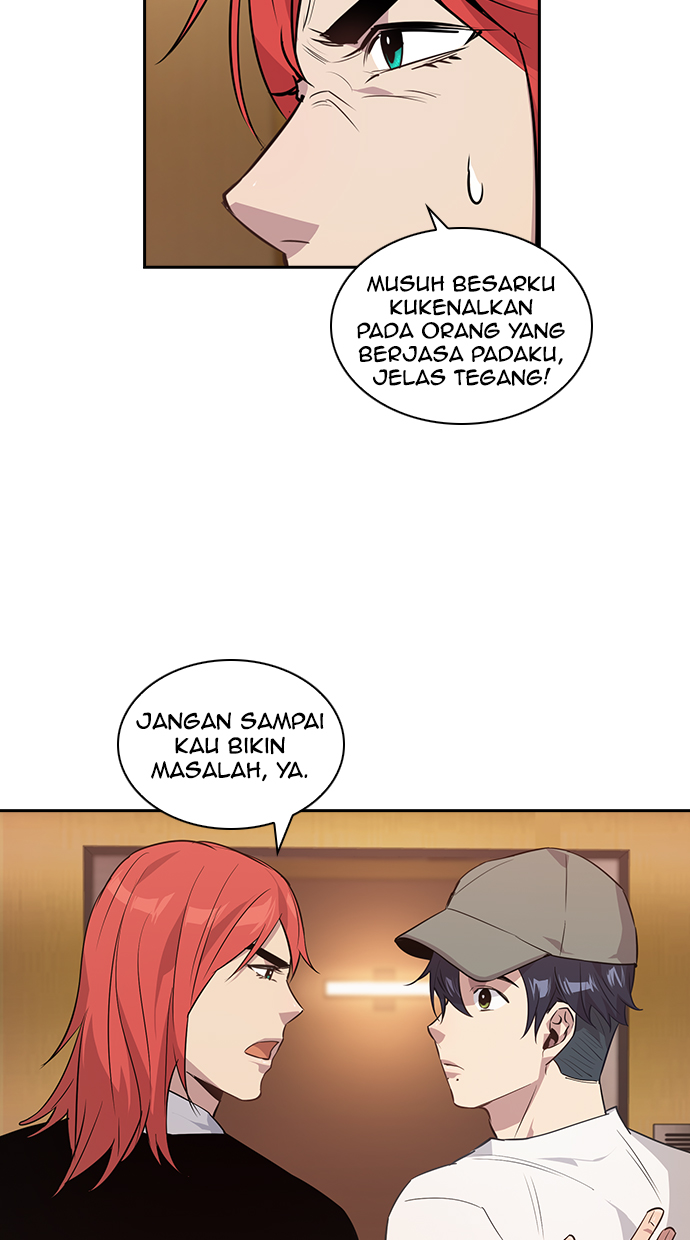 MUSUH BESARKU
KUKENALKAN
PADA ORANG YANG
BERJASA PADAKU,
JELAS TEGANG!
JANGAN SAMPAI
KAU BIKIN
MASALAH, YA.